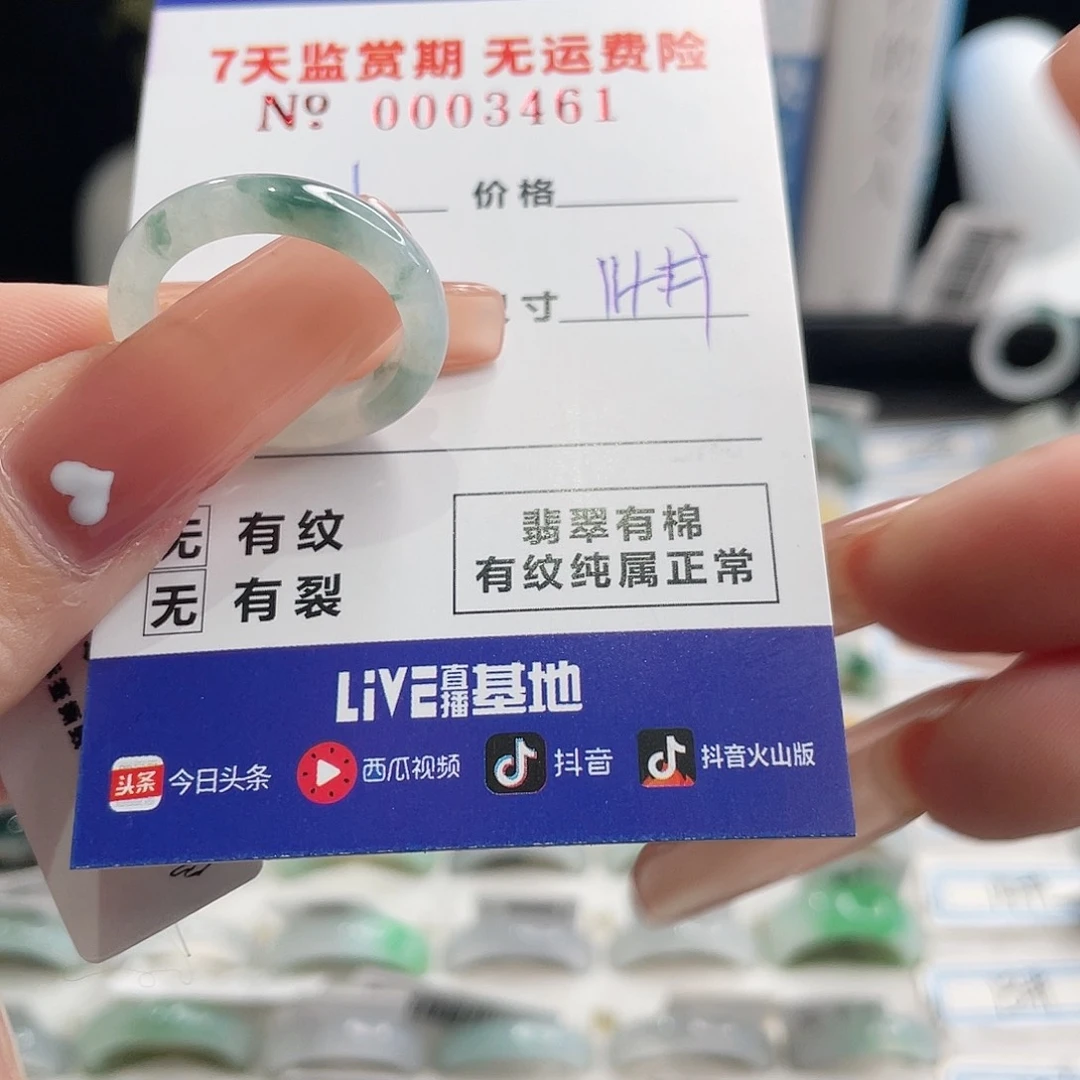 7天监赏期 无运费险
Nº 0003461
价格
寸
无 有纹
无 有裂
翡翠有棉
有纹纯属正常
LiVE直播基地
头条 今日头条 西瓜视频 抖音 抖音火山版